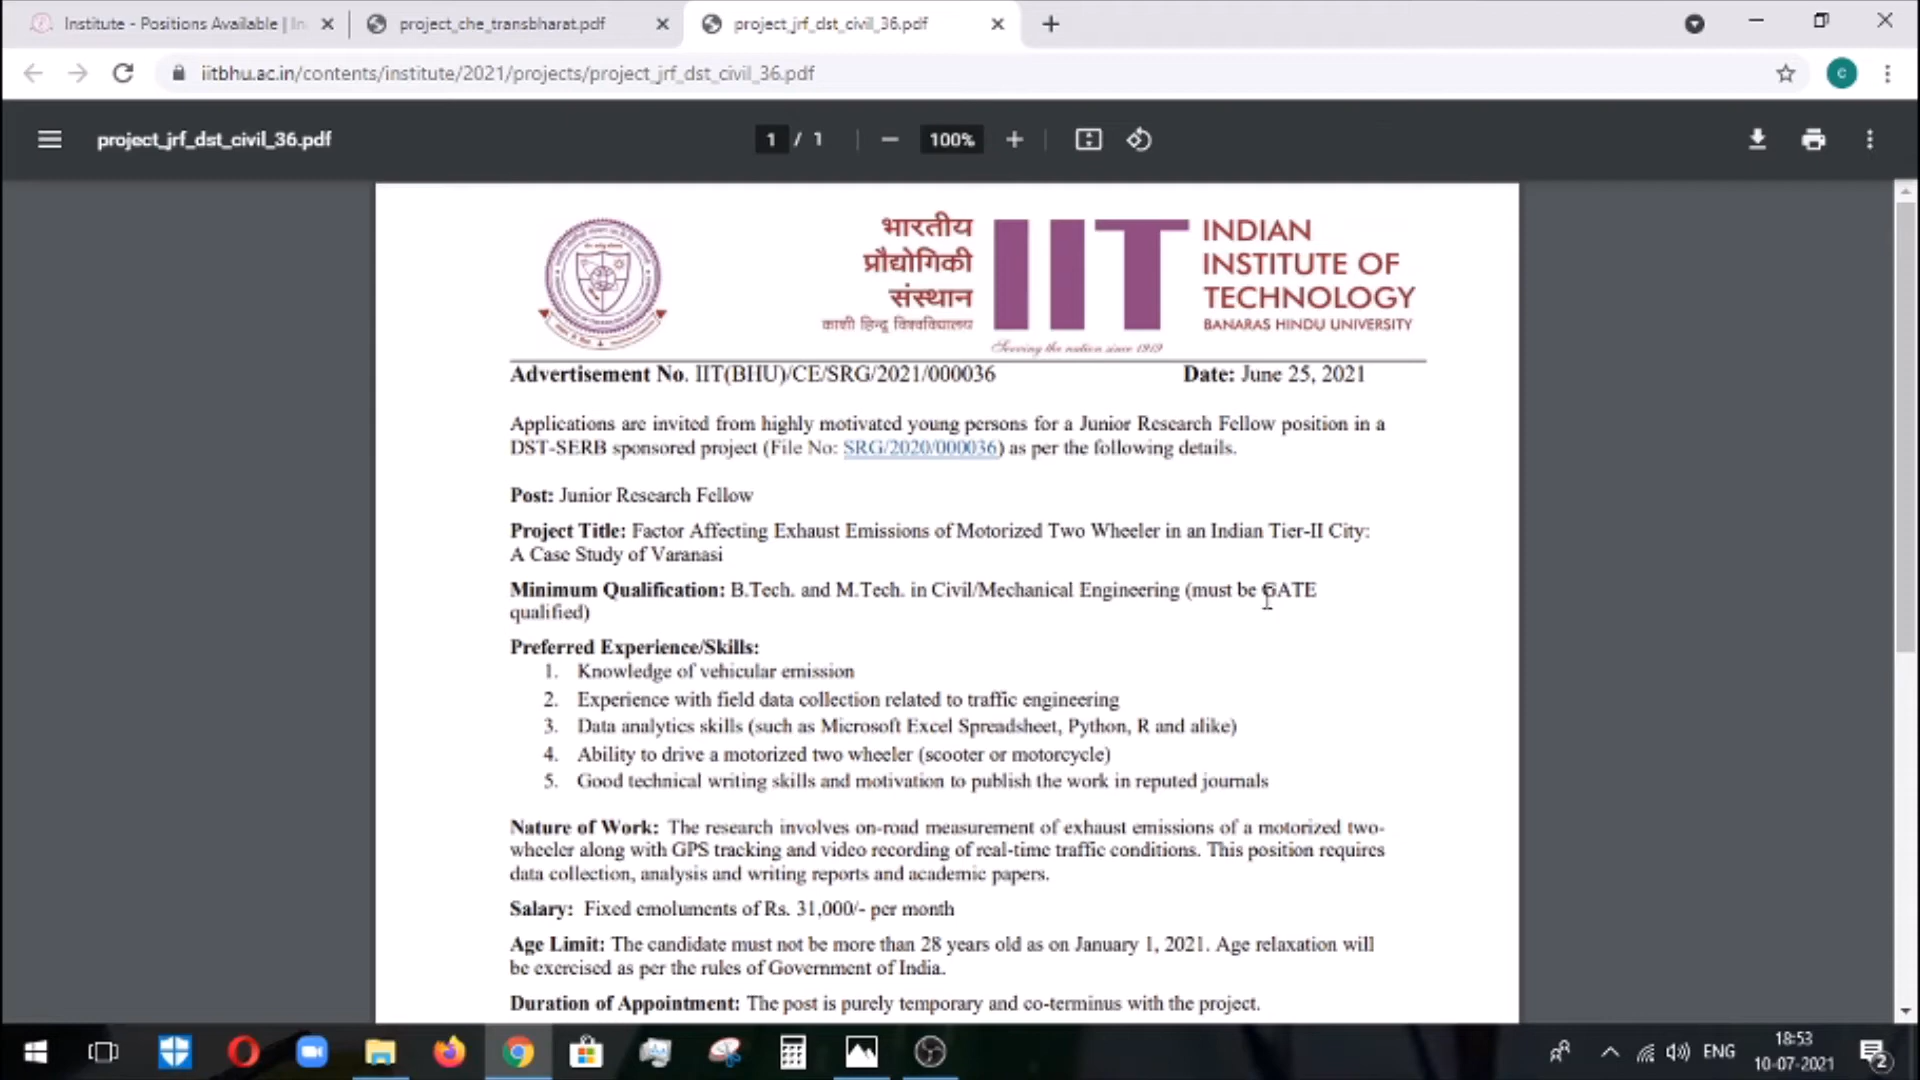 Institute - Positions Available | In
project_che_transbharat.pdf
project_jrf_dst_civil_36.pdf
iitbhu.ac.in/contents/institute/2021/projects/project_jrf_dst_civil_36.pdf
C
project_jrf_dst_civil_36.pdf
1 / 1
100%
भारतीय
प्रौद्योगिकी
संस्थान
काशी हिन्दू विश्वविद्यालय
IIT
INDIAN
INSTITUTE OF
TECHNOLOGY
BANARAS HINDU UNIVERSITY
Serving the nation since 1919
Advertisement No. IIT(BHU)/CE/SRG/2021/000036 Date: June 25, 2021
Applications are invited from highly motivated young persons for a Junior Research Fellow position in a
DST-SERB sponsored project (File No: SRG/2020/000036) as per the following details.
Post: Junior Research Fellow
Project Title: Factor Affecting Exhaust Emissions of Motorized Two Wheeler in an Indian Tier-II City:
A Case Study of Varanasi
Minimum Qualification: B.Tech. and M.Tech. in Civil/Mechanical Engineering (must be GATE
qualified)
Preferred Experience/Skills:
1. Knowledge of vehicular emission
2. Experience with field data collection related to traffic engineering
3. Data analytics skills (such as Microsoft Excel Spreadsheet, Python, R and alike)
4. Ability to drive a motorized two wheeler (scooter or motorcycle)
5. Good technical writing skills and motivation to publish the work in reputed journals
Nature of Work: The research involves on-road measurement of exhaust emissions of a motorized two-
wheeler along with GPS tracking and video recording of real-time traffic conditions. This position requires
data collection, analysis and writing reports and academic papers.
Salary: Fixed emoluments of Rs. 31,000/- per month
Age Limit: The candidate must not be more than 28 years old as on January 1, 2021. Age relaxation will
be exercised as per the rules of Government of India.
Duration of Appointment: The post is purely temporary and co-terminus with the project.
ENG
18:53
10-07-2021
2